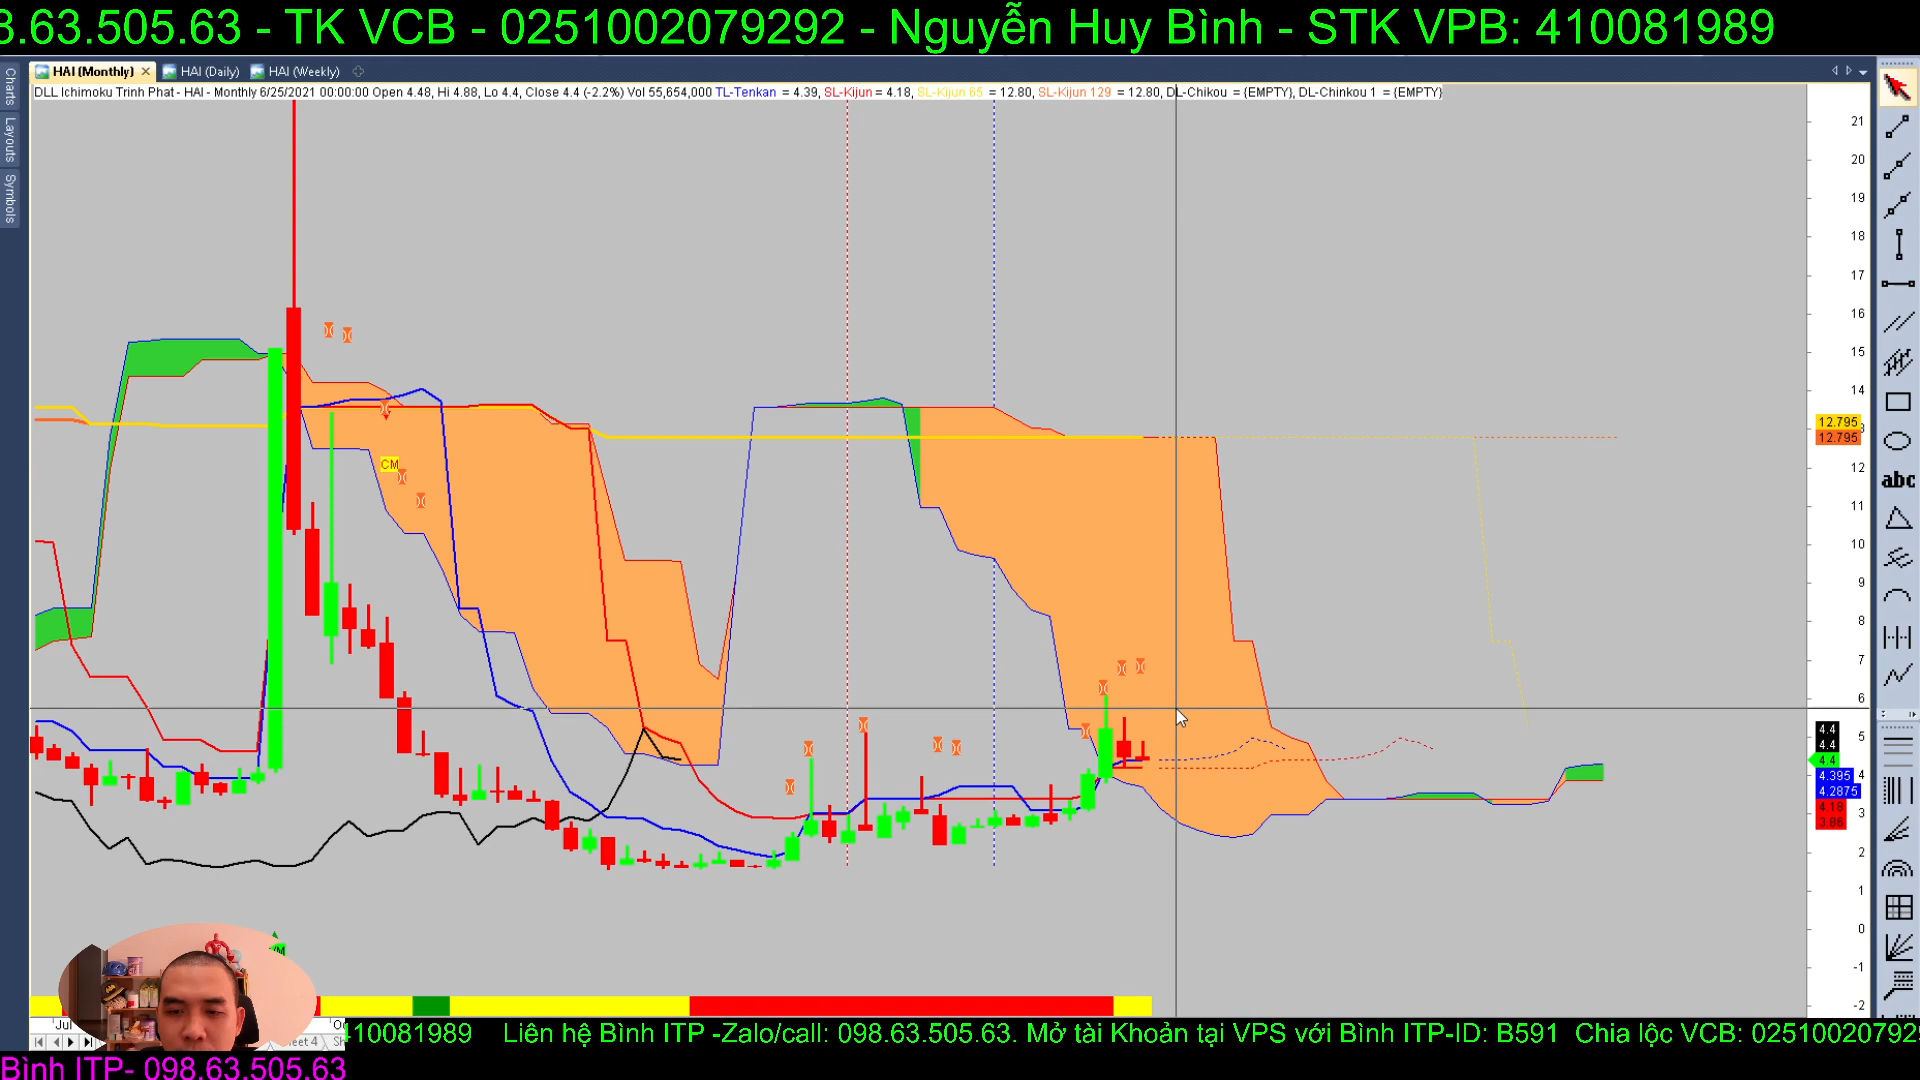 8.63.505.63 - TK VCB - 0251002079292 - Nguyễn Huy Bình - STK VPB: 410081989
HAI (Monthly)
HAI (Daily)
HAI (Weekly)
DLL Ichimoku Trinh Phat - HAI - Monthly 6/25/2021 00:00:00 Open 4.48, Hi 4.88, Lo 4.4, Close 4.4 (-2.2%) Vol 55,654,000 TL-Tenkan = 4.39, SL-Kijun = 4.18, SL-Kijun 65 = 12.80, SL-Kijun 129 = 12.80, DL-Chikou = {EMPTY}, DL-Chinkou 1 = {EMPTY}
Charts
Layouts
Symbols
21
20
19
18
17
16
15
14
12.795
12.795
12
11
10
9
8
7
6
5
4.4
4.4
4.4
4.395
4.2875
4.18
3.86
4
3
2
1
0
-1
-2
CM
abc
Jul
410081989 Liên hệ Bình ITP -Zalo/call: 098.63.505.63. Mở tài Khoản tại VPS với Bình ITP-ID: B591 Chia lộc VCB: 025100207929
Bình ITP- 098.63.505.63